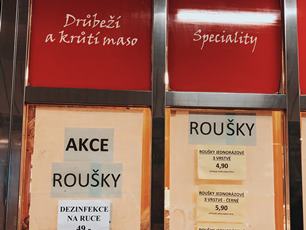 Drůbeží
a krůtí maso
Speciality
AKCE
ROUŠKY
DEZINFEKCE
NA RUCE
49,-
ROUŠKY
ROUŠKY JEDNORÁZOVÉ
3 VRSTVÉ
4,90
ROUŠKY JEDNORÁZOVÉ
3 VRSTVÉ - ČERNÉ
5,90